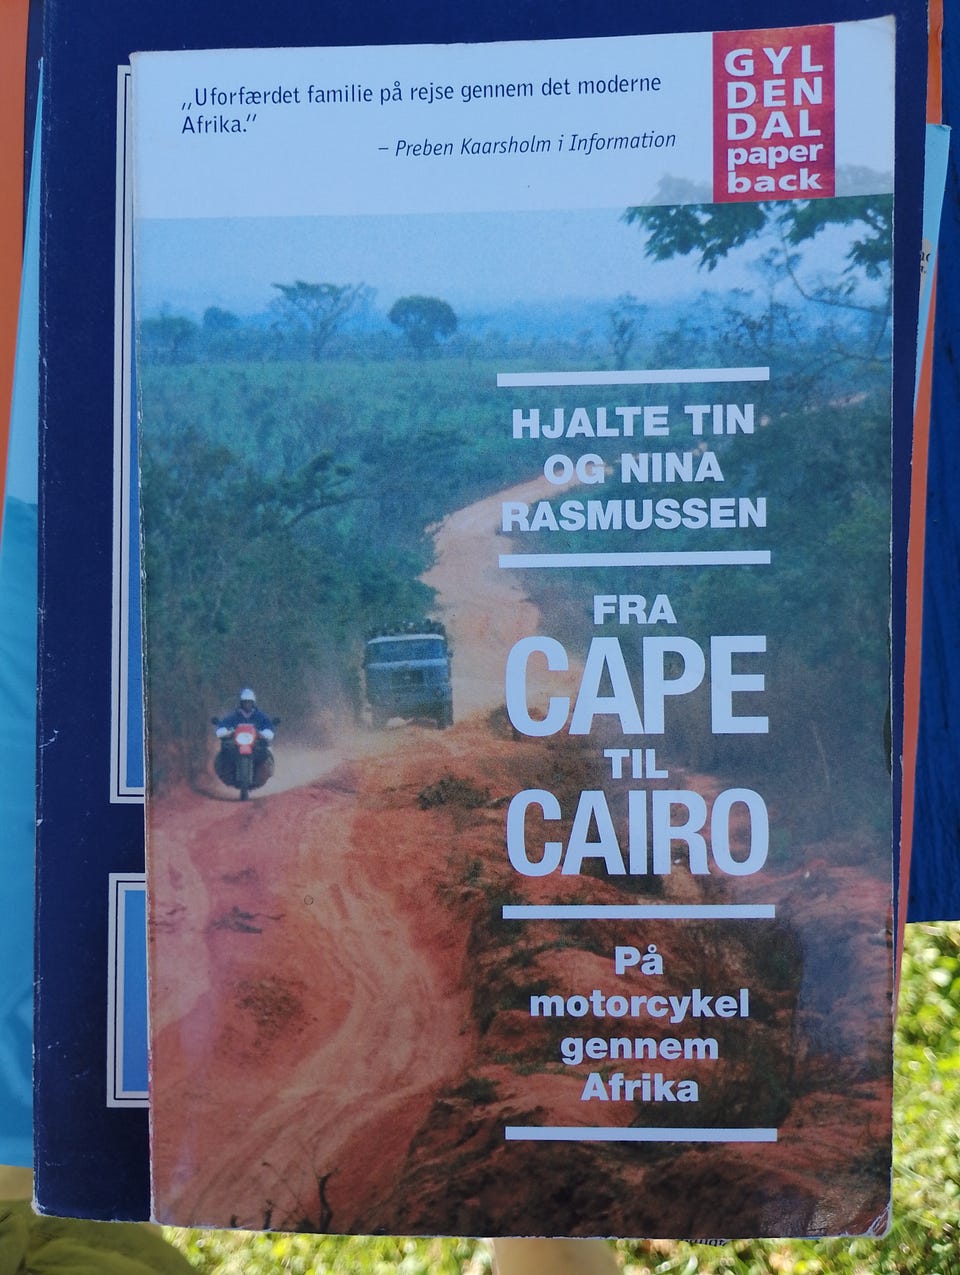 „Uforfærdet familie på rejse gennem det moderne
Afrika.“
– Preben Kaarsholm i Information
GYL
DEN
DAL
paper
back
HJALTE TIN
OG NINA
RASMUSSEN
FRA
CAPE
TIL
CAIRO
På
motorcykel
gennem
Afrika